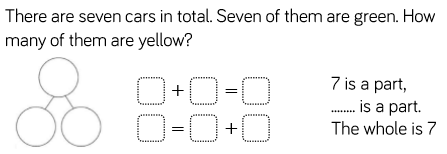 There are seven cars in total. Seven of them are green. How
many of them are yellow?
+ =
= +
7 is a part,
........ is a part.
The whole is 7